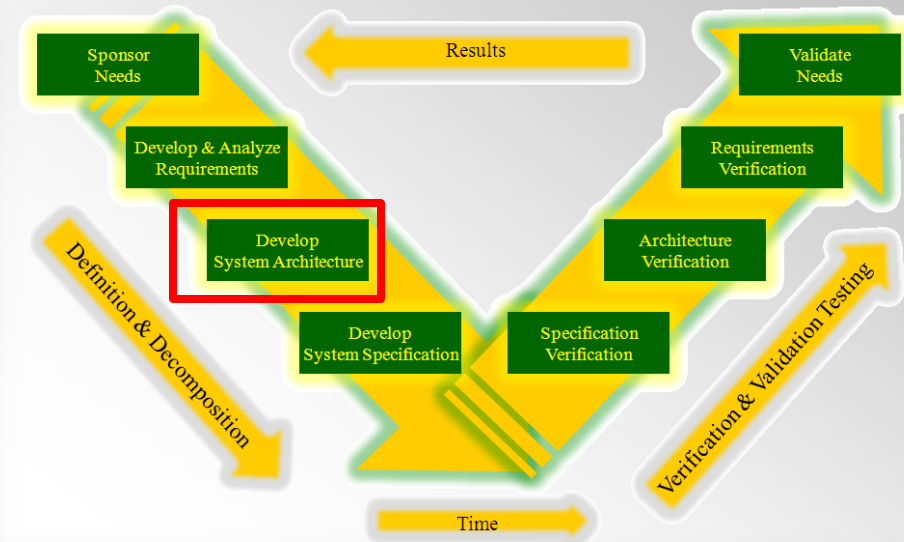 Sponsor
Needs
Results
Validate
Needs
Develop & Analyze
Requirements
Requirements
Verification
Develop
System Architecture
Architecture
Verification
Definition & Decomposition
Develop
System Specification
Specification
Verification
Verification & Validation Testing
Time